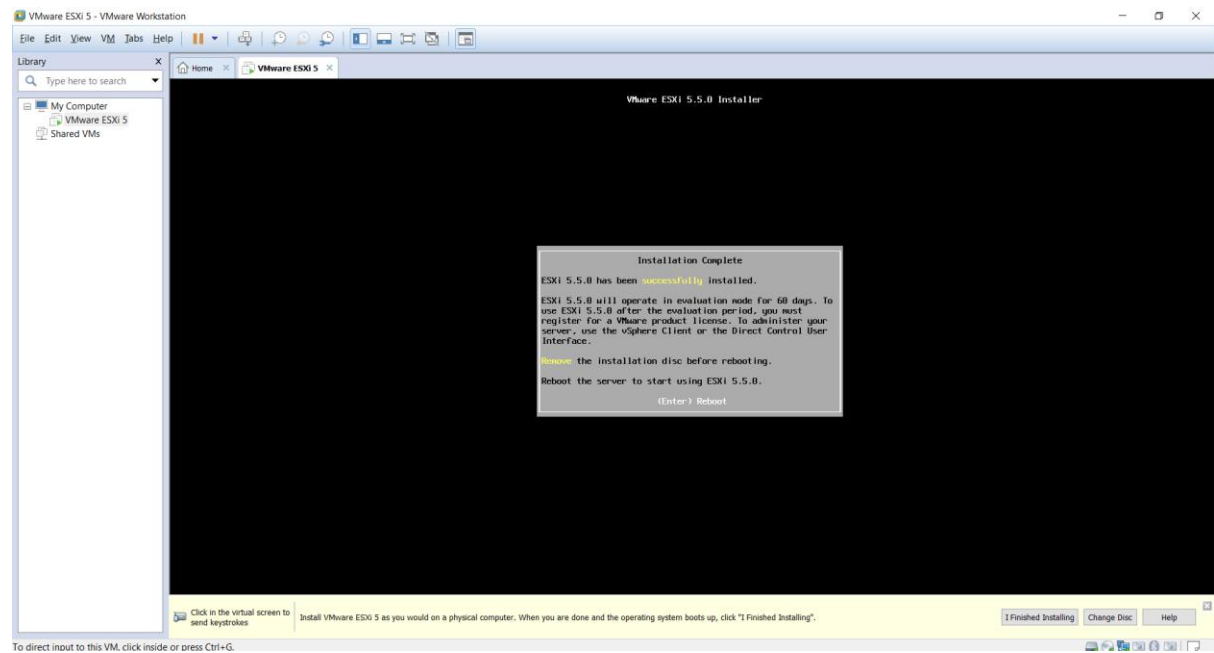 VMware ESXi 5 - VMware Workstation
File Edit View VM Tabs Help
Library x
Home × VMware ESXi 5 ×
Type here to search
My Computer
VMware ESXi 5
Shared VMs
VMware ESXi 5.5.0 Installer
Installation Complete
ESXi 5.5.0 has been successfully installed.
ESXi 5.5.0 will operate in evaluation mode for 60 days. To
use ESXi 5.5.0 after the evaluation period, you must
register for a VMware product license. To administer your
server, use the vSphere Client or the Direct Control User
Interface.
Remove the installation disc before rebooting.
Reboot the server to start using ESXi 5.5.0.
(Enter) Reboot
Click in the virtual screen to
send keystrokes
Install VMware ESXi 5 as you would on a physical computer. When you are done and the operating system boots up, click "I Finished Installing".
I Finished Installing Change Disc Help
To direct input to this VM, click inside or press Ctrl+G.